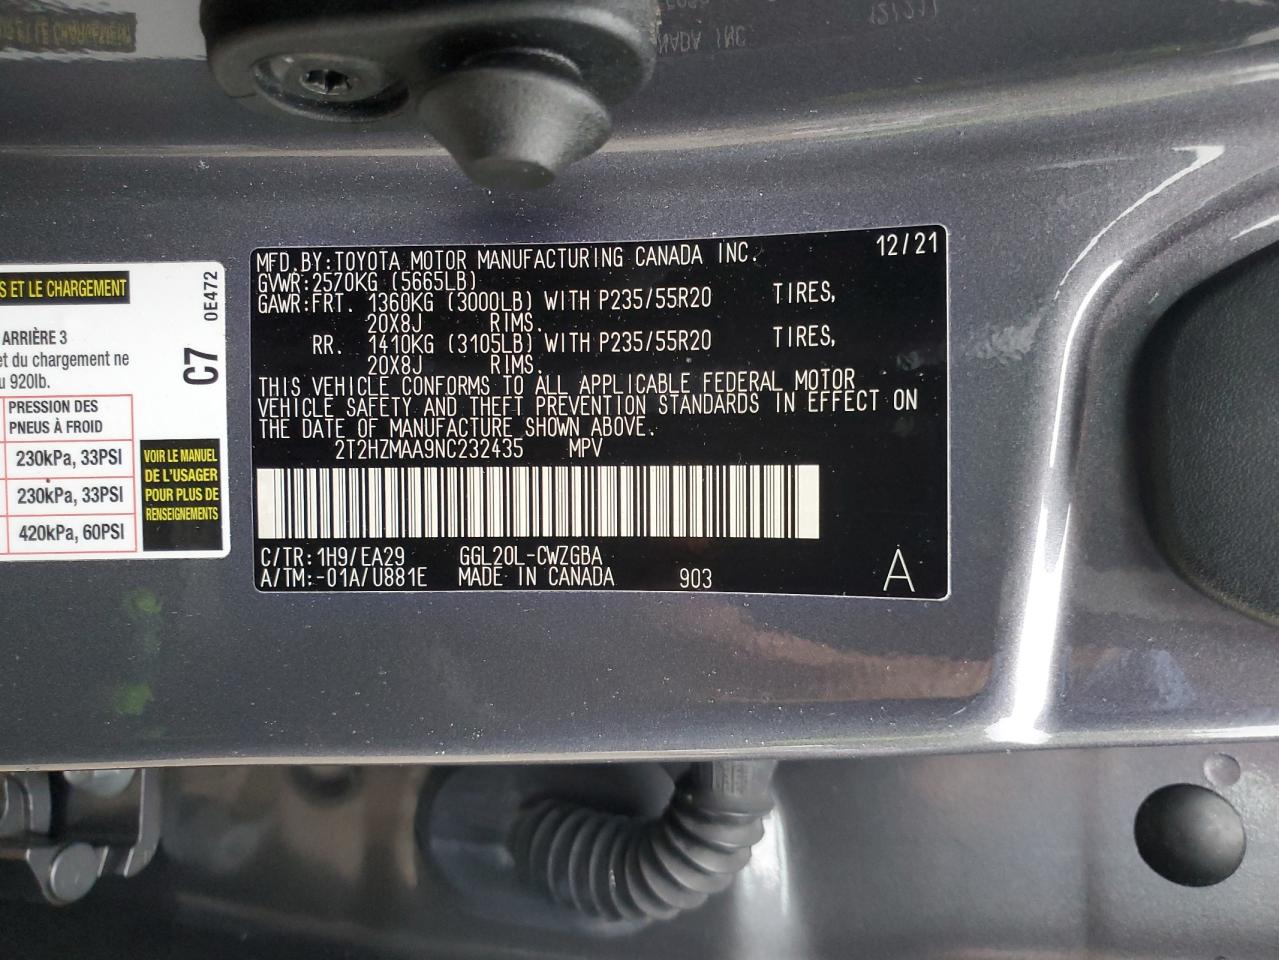 S ET LE CHARGEMENT
0E472
C7
ARRIÈRE 3
et du chargement ne
u 920lb.
PRESSION DES
PNEUS À FROID
230kPa, 33PSI
230kPa, 33PSI
420kPa, 60PSI
VOIR LE MANUEL
DE L'USAGER
POUR PLUS DE
RENSEIGNEMENTS
MFD.BY:TOYOTA MOTOR MANUFACTURING CANADA INC. 12/21
GVWR:2570KG (5665LB)
GAWR:FRT. 1360KG (3000LB) WITH P235/55R20 TIRES,
20X8J RIMS.
RR. 1410KG (3105LB) WITH P235/55R20 TIRES,
20X8J RIMS.
THIS VEHICLE CONFORMS TO ALL APPLICABLE FEDERAL MOTOR
VEHICLE SAFETY AND THEFT PREVENTION STANDARDS IN EFFECT ON
THE DATE OF MANUFACTURE SHOWN ABOVE.
2T2HZMAA9NC232435 MPV
C/TR:1H9/EA29 GGL20L-CWZGBA
A/TM:-01A/U881E MADE IN CANADA 903 A